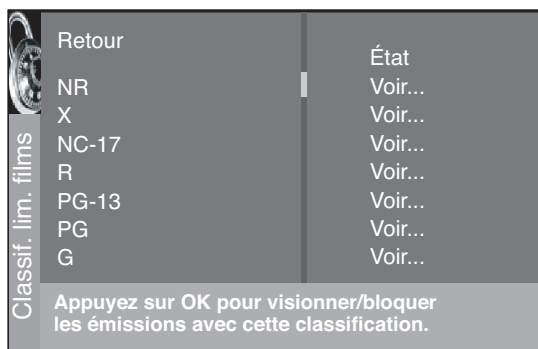 Retour
État
NR Voir...
X Voir...
NC-17 Voir...
R Voir...
PG-13 Voir...
PG Voir...
G Voir...
Classif. lim. films
Appuyez sur OK pour visionner/bloquer
les émissions avec cette classification.